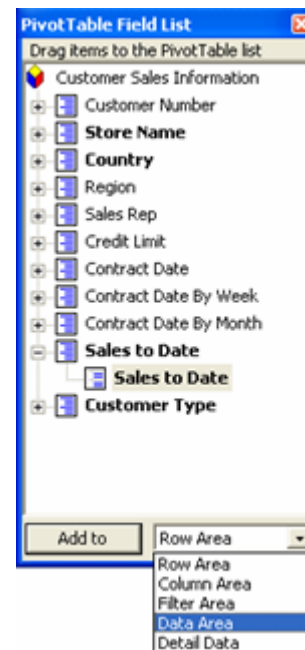 PivotTable Field List
Drag items to the PivotTable list
Customer Sales Information
Customer Number
Store Name
Country
Region
Sales Rep
Credit Limit
Contract Date
Contract Date By Week
Contract Date By Month
Sales to Date
Sales to Date
Customer Type
Add to
Row Area
Row Area
Column Area
Filter Area
Data Area
Detail Data